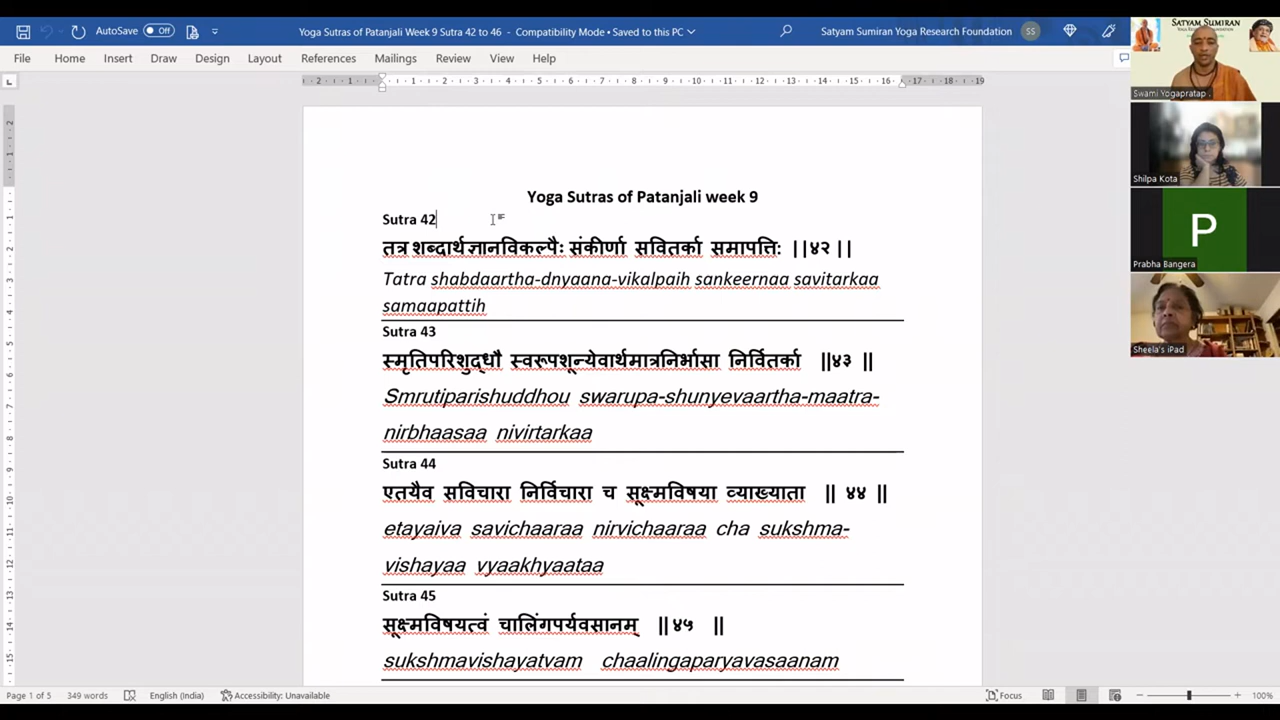 AutoSave Off
Yoga Sutras of Patanjali Week 9 Sutra 42 to 46 - Compatibility Mode • Saved to this PC
Satyam Sumiran Yoga Research Foundation SS
SATYAM SUMIRAN
File Home Insert Draw Design Layout References Mailings Review View Help
Swami Yogapratap .
Shilpa Kota
P
Prabha Bangera
Sheela's iPad
Yoga Sutras of Patanjali week 9
Sutra 42
तत्र शब्दार्थज्ञानविकल्पैः संकीर्णा सवितर्का समापत्तिः ||४२ ||
Tatra shabdaartha-dnyaana-vikalpaih sankeernaa savitarkaa
samaapattih
Sutra 43
स्मृतिपरिशुद्धौ स्वरूपशून्येवार्थमात्रनिर्भासा निर्वितर्का ||४३ ||
Smrutiparishuddhou swarupa-shunyevaartha-maatra-
nirbhaasaa nivirtarkaa
Sutra 44
एतयैव सविचारा निर्विचारा च सूक्ष्मविषया व्याख्याता || ४४ ||
etayaiva savichaaraa nirvichaaraa cha sukshma-
vishayaa vyaakhyaataa
Sutra 45
सूक्ष्मविषयत्वं चालिंगपर्यवसानम् || ४५ ||
sukshmavishayatvam chaalingaparyavasaanam
Page 1 of 5 349 words English (India) Accessibility: Unavailable Focus 100%